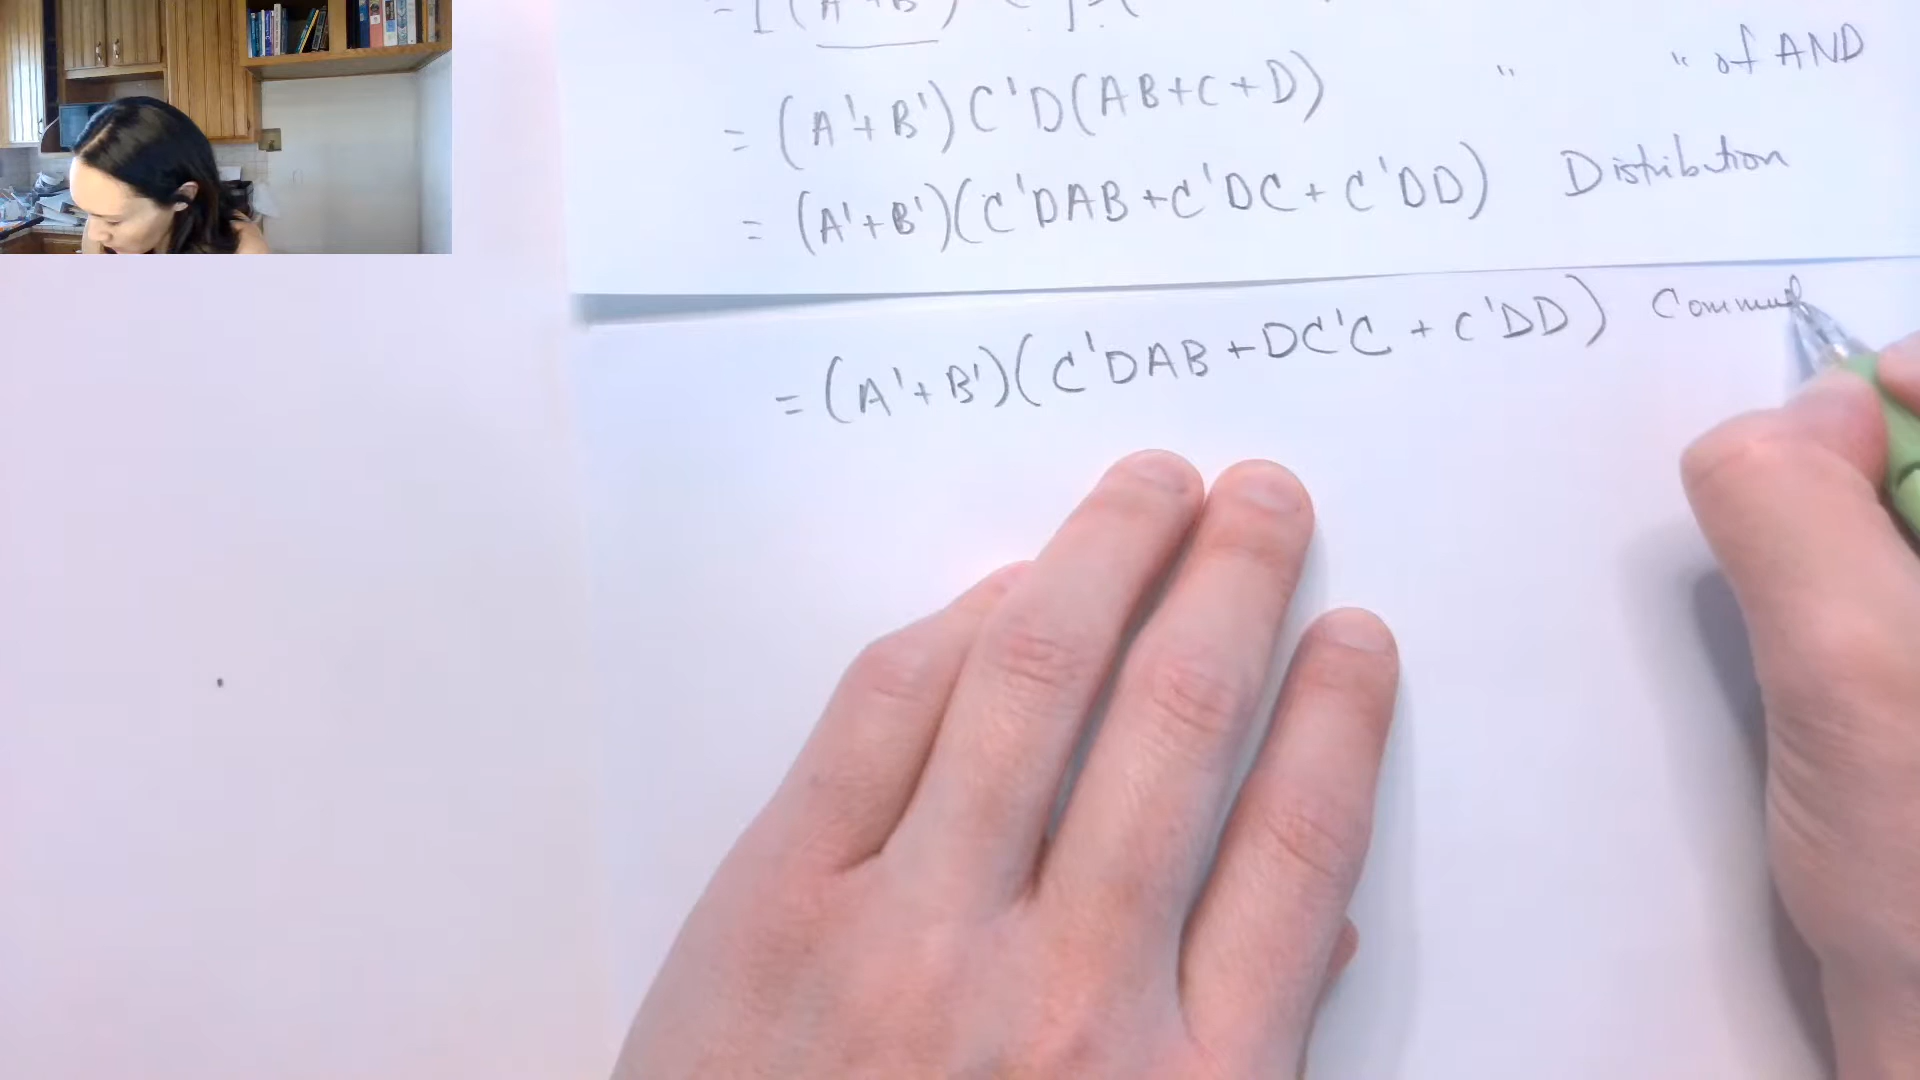 = [ (A'+B')
= (A'+B')C'D(AB+C+D) " " of AND
= (A'+B')(C'DAB+C'DC+C'DD) Distribution
= (A'+B')(C'DAB+DC'C+C'DD) Commut